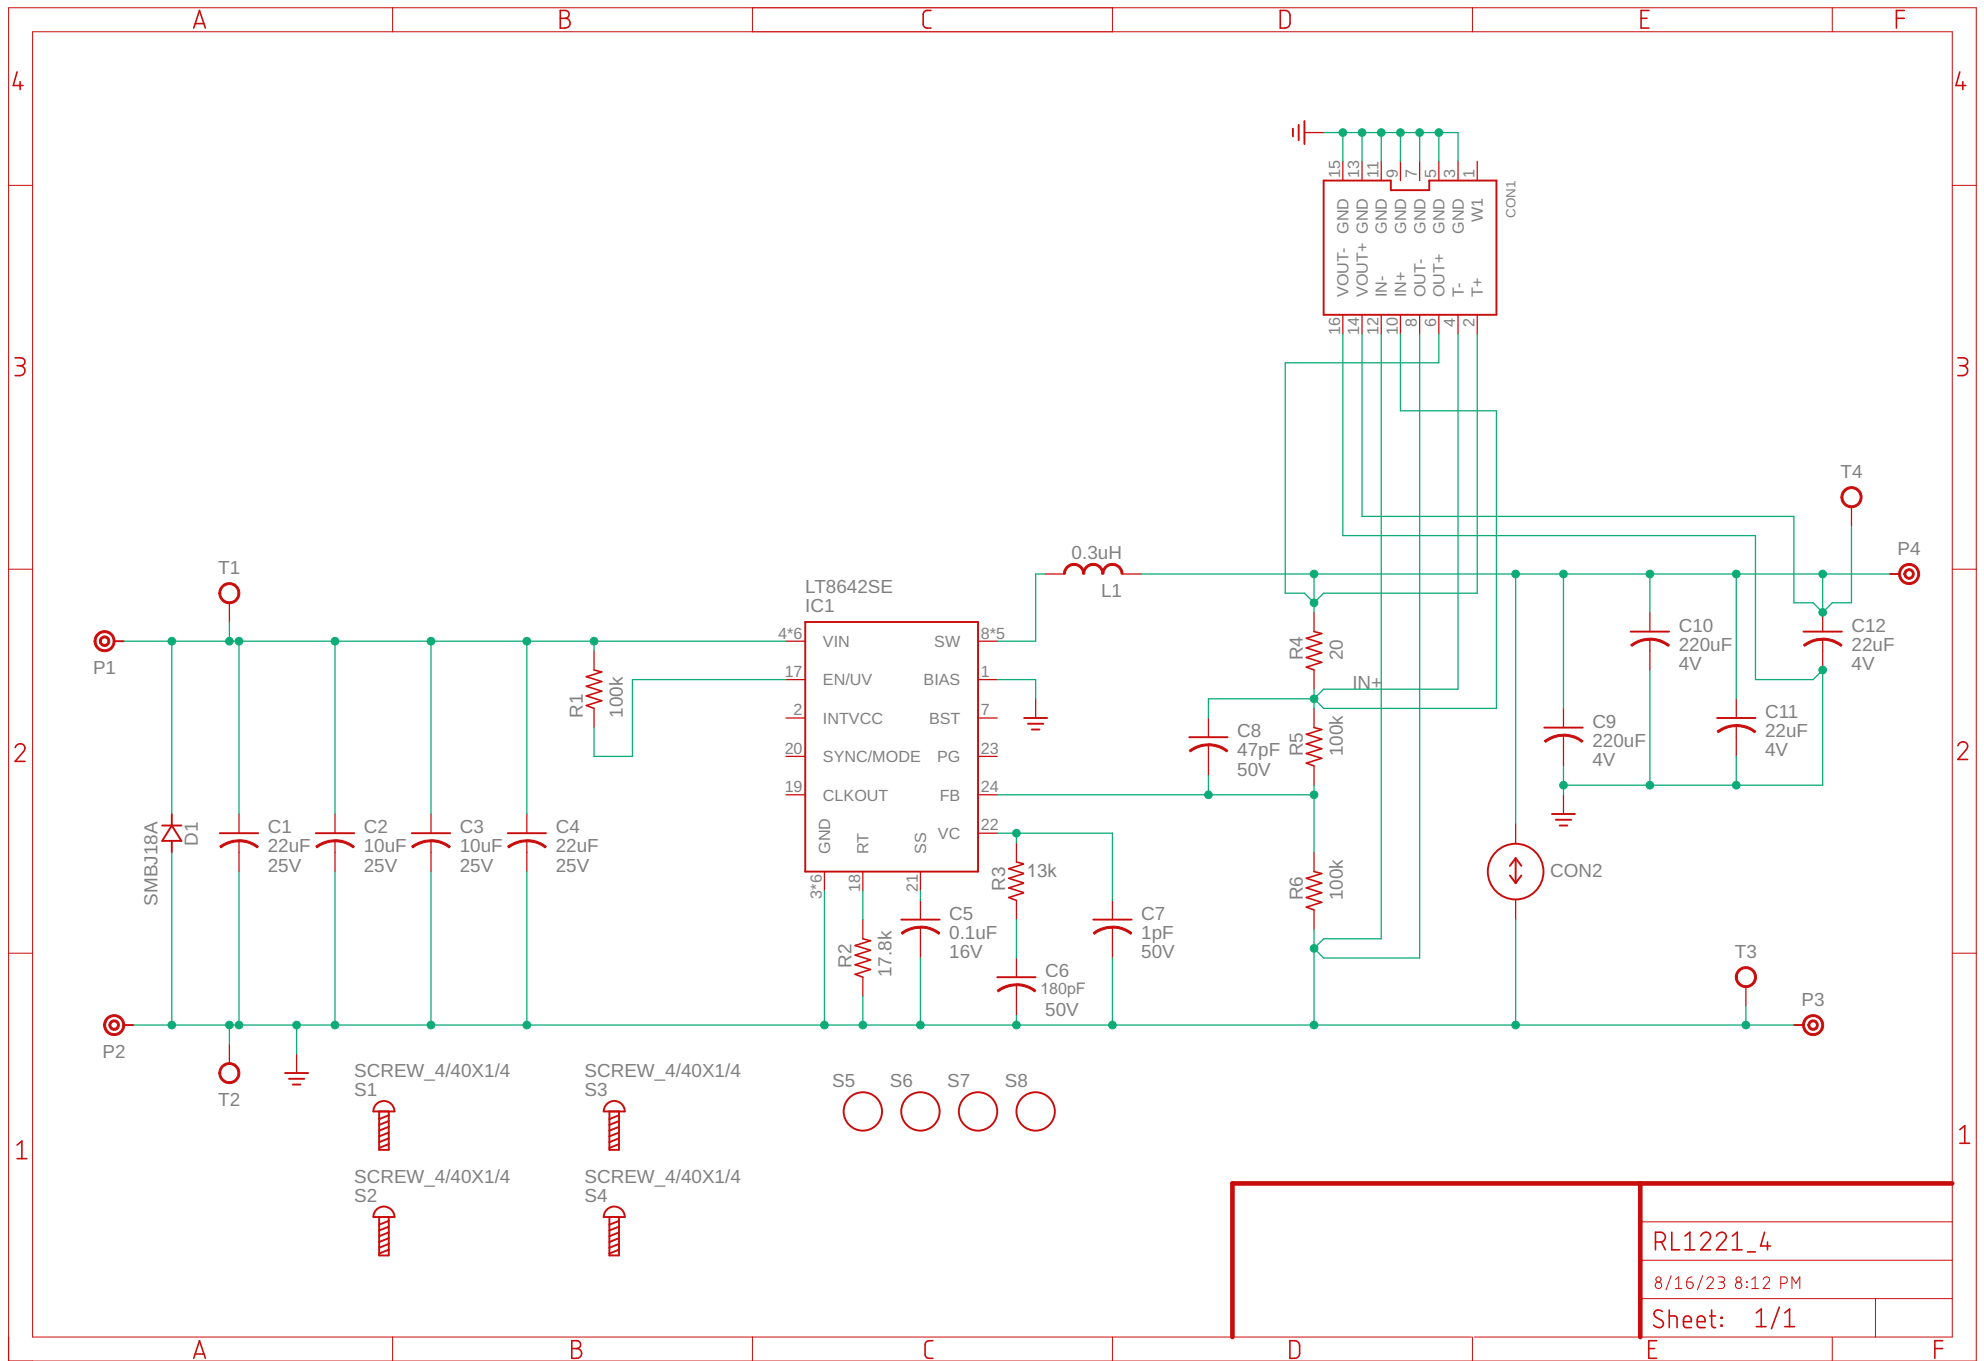 A B C D E F
4 4
15 13 11 9 7 5 3 1
CON1
GND GND GND GND GND GND GND W1
VOUT- VOUT+ IN- IN+ OUT- OUT+ T- T+
16 14 12 10 8 6 4 2
3 3
T4
P4
0.3uH
L1
T1
P1
LT8642SE
IC1
4*6 VIN
17 EN/UV
2 INTVCC
20 SYNC/MODE
19 CLKOUT
SW 8*5
BIAS 1
BST 7
PG 23
FB 24
VC 22
GND RT SS
3*6 18 21
R1 100k
R4 20
IN+
R5 100k
R6 100k
C8
47pF
50V
C10
220uF
4V
C12
22uF
4V
C9
220uF
4V
C11
22uF
4V
2 2
SMBJ18A
D1
C1
22uF
25V
C2
10uF
25V
C3
10uF
25V
C4
22uF
25V
R3 13k
R2 17.8k
C5
0.1uF
16V
C6
180pF
50V
C7
1pF
50V
CON2
T3
P3
P2
T2
SCREW_4/40X1/4
S1
SCREW_4/40X1/4
S3
S5 S6 S7 S8
SCREW_4/40X1/4
S2
SCREW_4/40X1/4
S4
1 1
RL1221_4
8/16/23 8:12 PM
Sheet: 1/1
A B C D E F